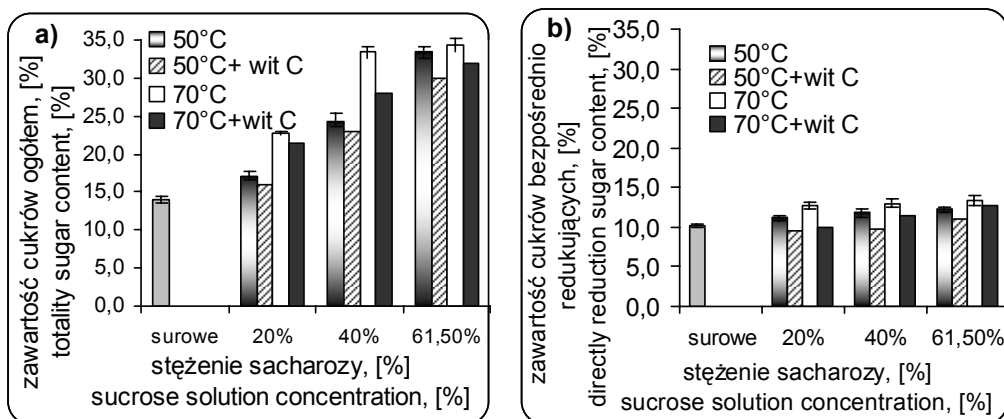 a)
zawartość cukrów ogółem, [%]
totality sugar content, [%]
35,0
30,0
25,0
20,0
15,0
10,0
5,0
0,0
50°C
50°C+ wit C
70°C
70°C+wit C
surowe 20% 40% 61,50%
stężenie sacharozy, [%]
sucrose solution concentration, [%]
b)
zawartość cukrów bezpośrednio
redukujących, [%]
directly reduction sugar content, [%]
35,0
30,0
25,0
20,0
15,0
10,0
5,0
0,0
50°C
50°C+wit C
70°C
70°C+wit C
surowe 20% 40% 61,50%
stężenie sacharozy, [%]
sucrose solution concentration, [%]